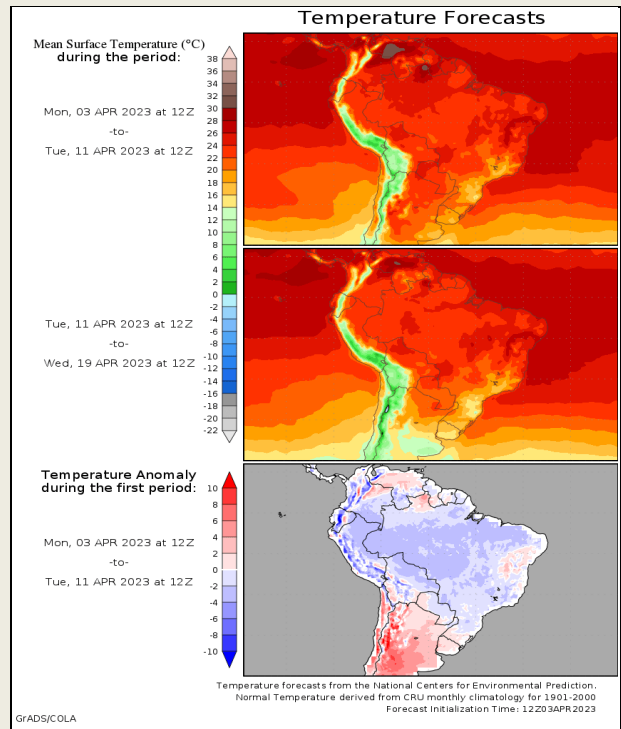 Temperature Forecasts
Mean Surface Temperature (°C)
during the period:
Mon, 03 APR 2023 at 12Z
-to-
Tue, 11 APR 2023 at 12Z
38
36
34
32
30
28
26
24
22
20
18
16
14
12
10
8
6
4
2
0
-2
-4
-6
-8
-10
-12
-14
-16
-18
-20
-22
Tue, 11 APR 2023 at 12Z
-to-
Wed, 19 APR 2023 at 12Z
Temperature Anomaly
during the first period:
Mon, 03 APR 2023 at 12Z
-to-
Tue, 11 APR 2023 at 12Z
10
8
6
4
2
0
-2
-4
-6
-8
-10
Temperature forecasts from the National Centers for Environmental Prediction.
Normal Temperature derived from CRU monthly climatology for 1901-2000
Forecast Initialization Time: 12Z03APR2023
GrADS/COLA